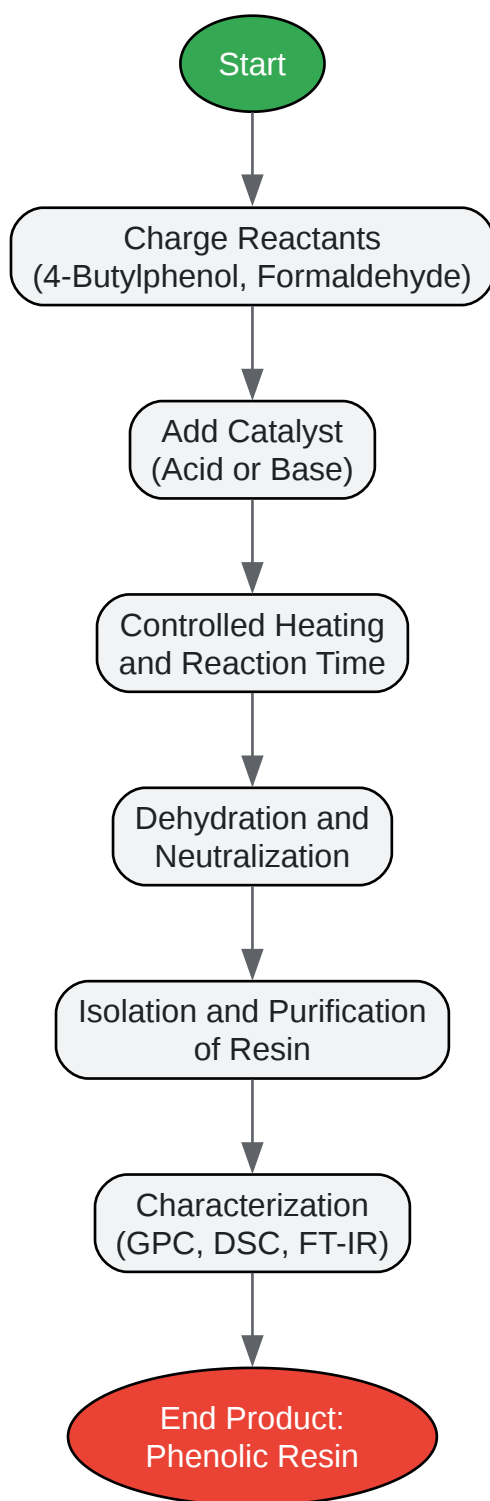 Start
Charge Reactants
(4-Butylphenol, Formaldehyde)
Add Catalyst
(Acid or Base)
Controlled Heating
and Reaction Time
Dehydration and
Neutralization
Isolation and Purification
of Resin
Characterization
(GPC, DSC, FT-IR)
End Product:
Phenolic Resin